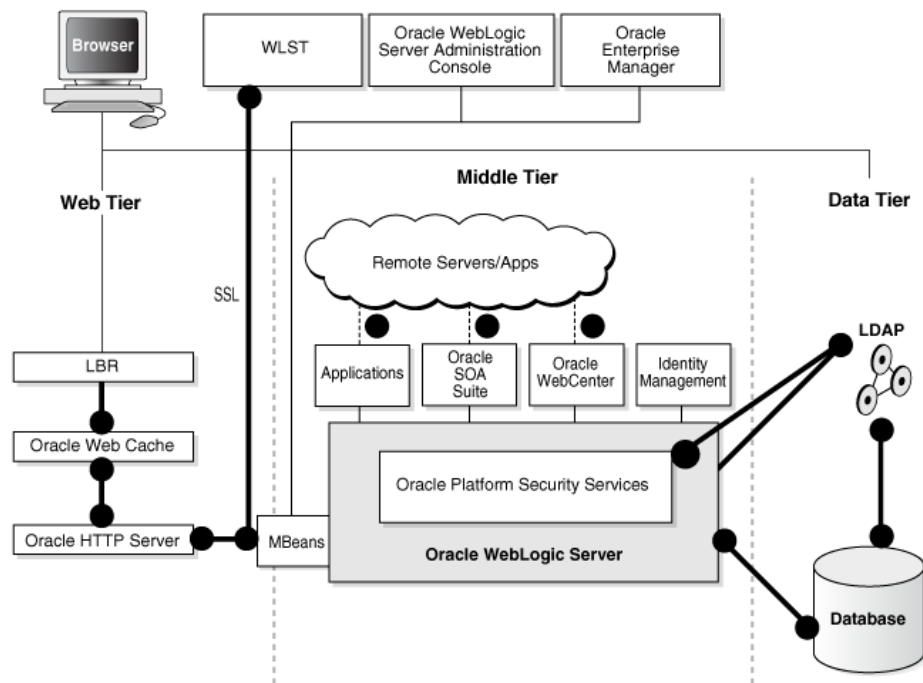 Browser
WLST
Oracle WebLogic
Server Administration
Console
Oracle
Enterprise
Manager
Web Tier
Middle Tier
Data Tier
Remote Servers/Apps
SSL
LDAP
LBR
Applications
Oracle
SOA
Suite
Oracle
WebCenter
Identity
Management
Oracle Web Cache
Oracle Platform Security Services
Oracle HTTP Server
MBeans
Oracle WebLogic Server
Database